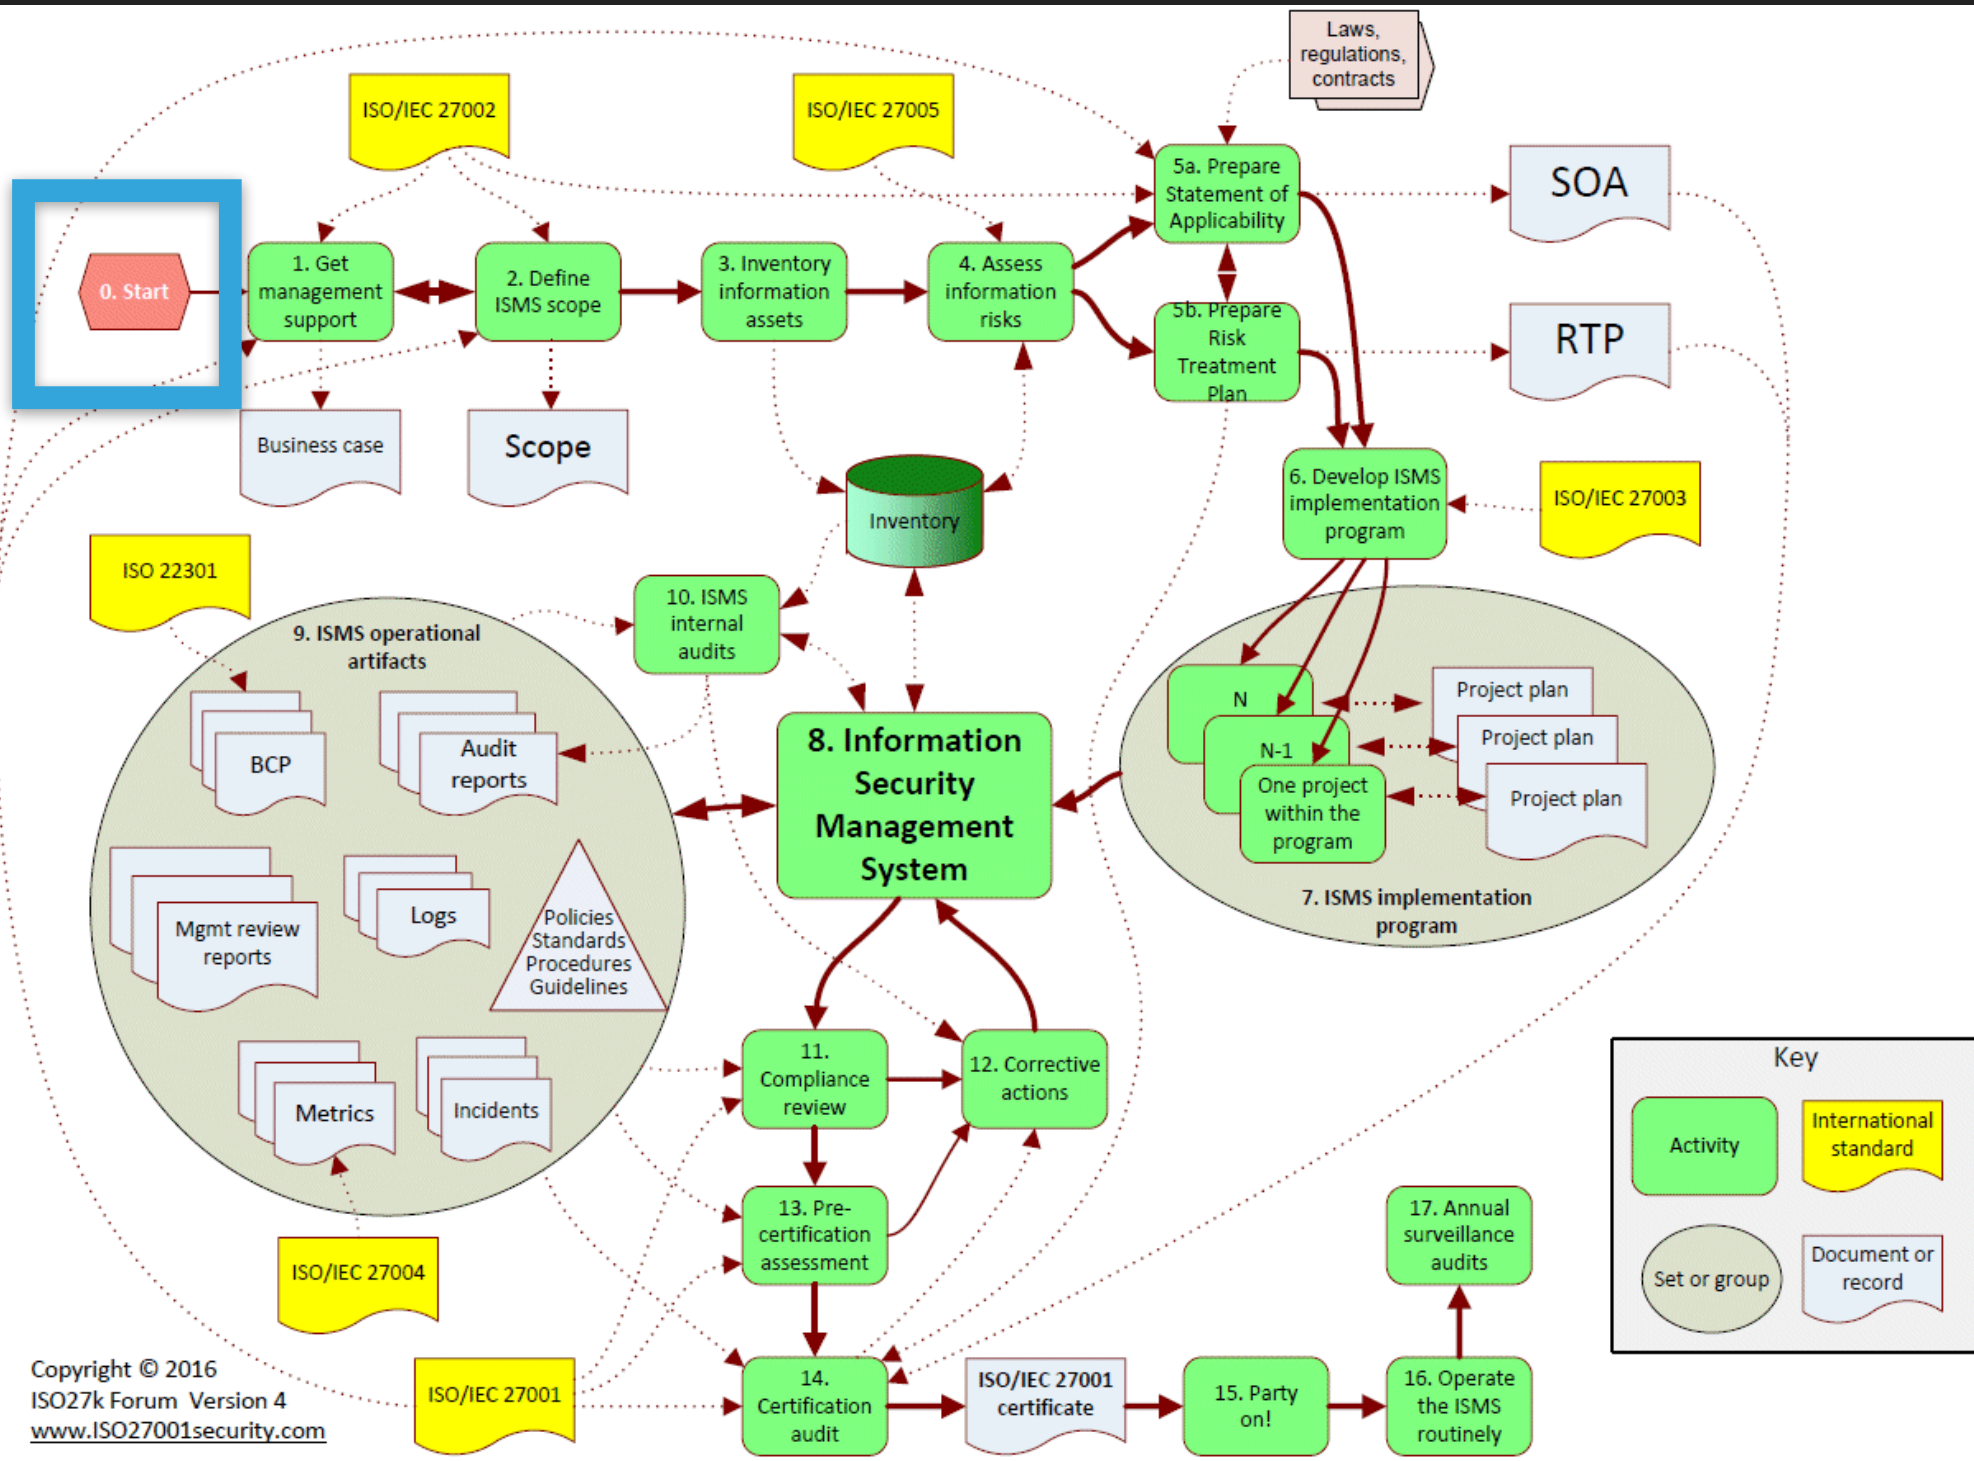 Laws,
regulations,
contracts
ISO/IEC 27002
ISO/IEC 27005
5a. Prepare
Statement of
Applicability
SOA
0. Start
1. Get
management
support
2. Define
ISMS scope
3. Inventory
information
assets
4. Assess
information
risks
5b. Prepare
Risk
Treatment
Plan
RTP
Business case
Scope
Inventory
6. Develop ISMS
implementation
program
ISO/IEC 27003
ISO 22301
10. ISMS
internal
audits
9. ISMS operational
artifacts
BCP
Audit
reports
Mgmt review
reports
Logs
Policies
Standards
Procedures
Guidelines
Metrics
Incidents
8. Information
Security
Management
System
N
N-1
One project
within the
program
Project plan
Project plan
Project plan
7. ISMS implementation
program
11.
Compliance
review
12. Corrective
actions
13. Pre-
certification
assessment
ISO/IEC 27004
ISO/IEC 27001
14.
Certification
audit
ISO/IEC 27001
certificate
15. Party
on!
16. Operate
the ISMS
routinely
17. Annual
surveillance
audits
Key
Activity
International
standard
Set or group
Document or
record
Copyright © 2016
ISO27k Forum Version 4
www.ISO27001security.com